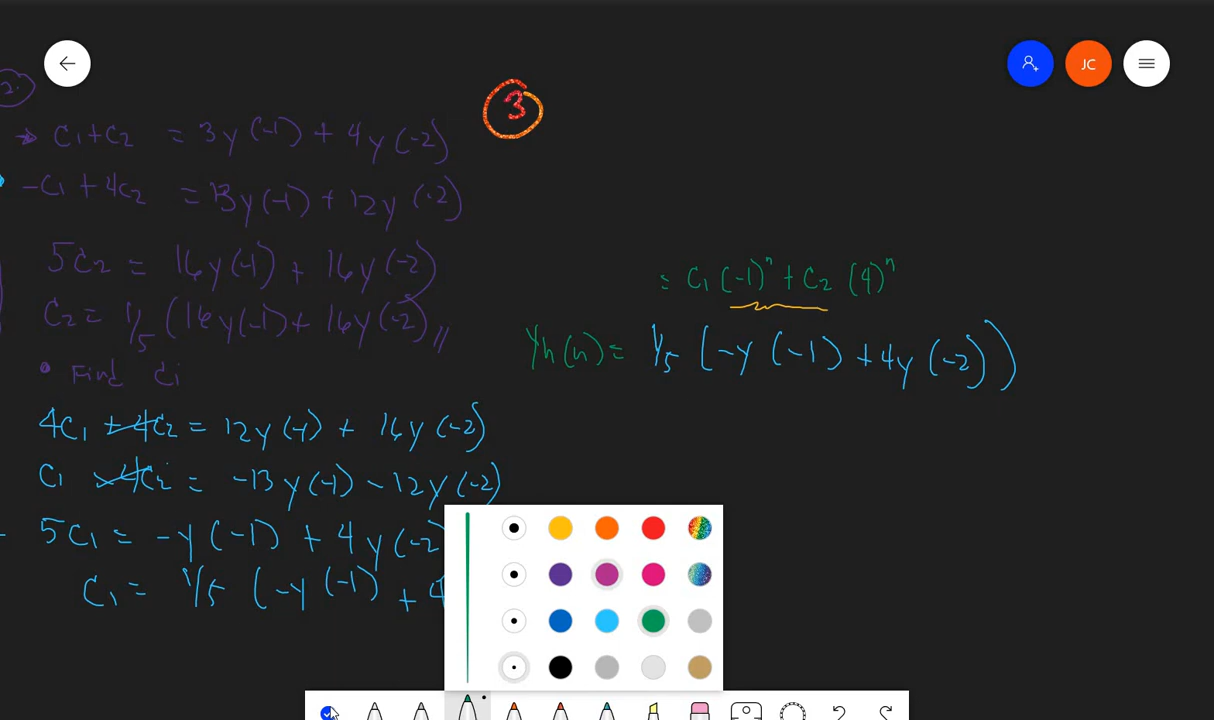 2.
C1+C2 = 3y(-1) + 4y(-2)
-C1 + 4C2 = 13y(-1) + 12y(-2)
5C2 = 16y(-1) + 16y(-2)
C2 = 1/5 (16y(-1) + 16y(-2)//
• Find Ci
4C1 +4C2 = 12y(-1) + 16y(-2)
C1 -4C2 = -13y(-1) - 12y(-2)
5C1 = -y(-1) + 4y(-2
C1 = 1/5 (-y(-1) + 4
3
= C1 (-1)^n + C2 (4)^n
Yh(n) = 1/5 (-y(-1) + 4y(-2))
JC